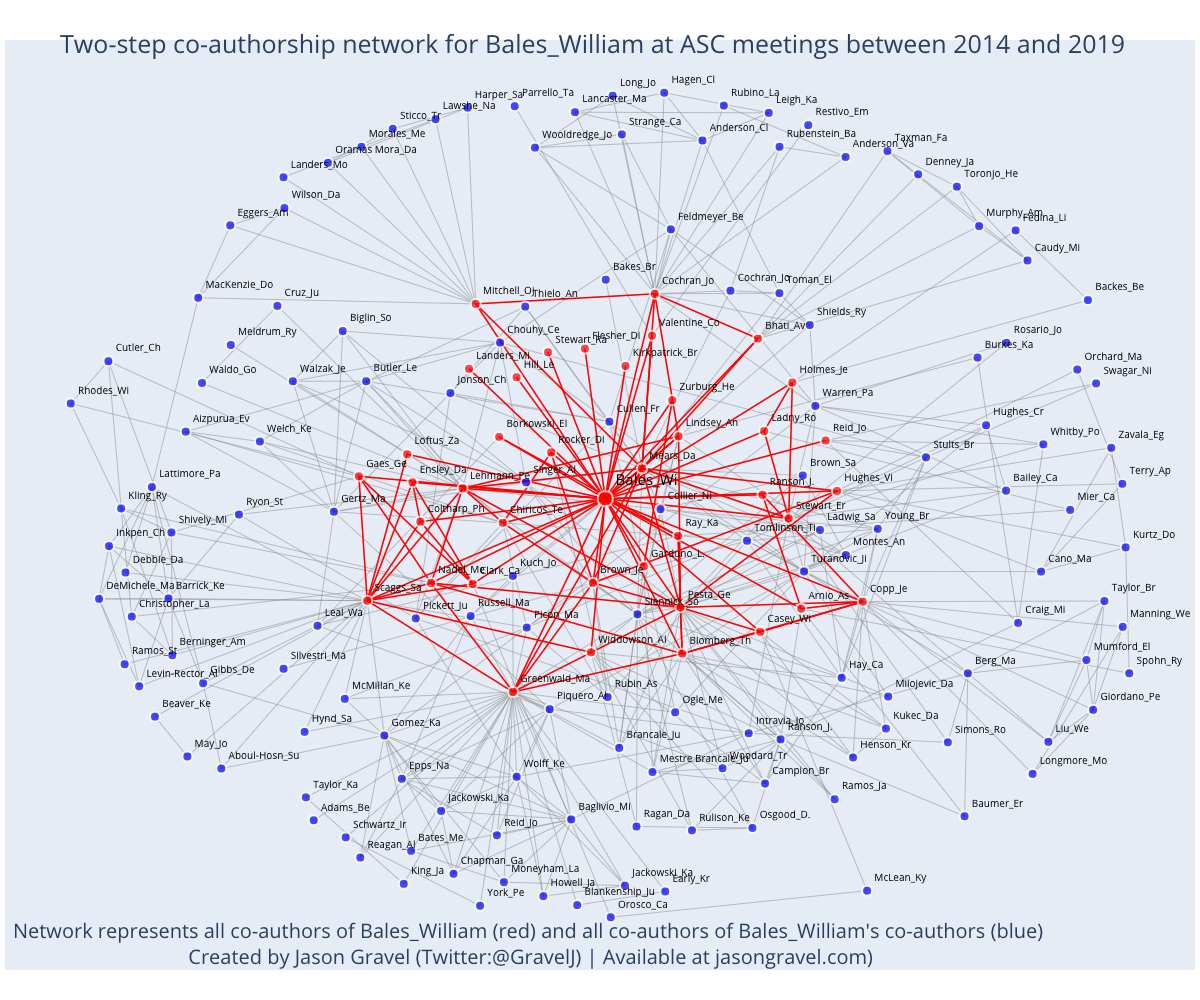 Two-step co-authorship network for Bales_William at ASC meetings between 2014 and 2019
Long_Jo
Hagen_Cl
Harper_Sa
Parrello_Ta
Lancaster_Ma
Rubino_La
Leigh_Ka
Lawshe_Na
Sticco_Tr
Strange_Ca
Restivo_Em
Morales_Me
Wooldredge_Jo
Anderson_Cl
Rubenstein_Ba
Anderson_Va
Taxman_Fa
Oramas Mora_Da
Landers_Mo
Denney_Ja
Toronjo_He
Wilson_Da
Eggers_Am
Feldmeyer_Be
Murphy_Am
Fedina_Li
Caudy_Mi
Bakes_Br
MacKenzie_Do
Cruz_Ju
Mitchell_Oj
Thielo_An
Cochran_Jo
Cochran_Jo
Toman_El
Backes_Be
Biglin_So
Shields_Ry
Meldrum_Ry
Chouhy_Ce
Stewart_Ra
Flesher_Di
Valentine_Co
Bhati_Av
Rosario_Jo
Burkes_Ka
Cutler_Ch
Waldo_Go
Walzak_Je
Butler_Le
Landers_Mi
Hill_Le
Kirkpatrick_Br
Holmes_Je
Orchard_Ma
Swagar_Ni
Rhodes_Wi
Jonson_Ch
Zurburg_He
Warren_Pa
Aizpurua_Ev
Welch_Ke
Cullen_Fr
Borkowski_El
Lindsey_An
Ladny_Ro
Reid_Jo
Hughes_Cr
Whitby_Po
Zavala_Eg
Loftus_Za
Rocker_Di
Stults_Br
Lattimore_Pa
Gaes_Ge
Ensley_Da
Lehmann_Pe
Singer_Al
Mears_Da
Bales_Wi
Brown_Sa
Hughes_Vi
Bailey_Ca
Terry_Ap
Kling_Ry
Ryon_St
Gertz_Ma
Coltharp_Ph
Chiricos_Te
Collier_Ni
Ranson_J.
Stewart_Er
Mier_Ca
Shively_Mi
Inkpen_Ch
Ray_Ka
Tomlinson_Ti
Ladwig_Sa
Young_Br
Kurtz_Do
Debble_Da
Kuch_Jo
Garduno_L.
Montes_An
Turanovic_Ji
Cano_Ma
DeMichele_Ma
Barrick_Ke
Scaggs_Sa
Nadel_Me
Clark_Ca
Brown_Je
Copp_Je
Taylor_Br
Christopher_La
Leal_Wa
Pickett_Ju
Russell_Ma
Picon_Ma
Slennick_So
Pesta_Ge
Arnio_As
Casey_Wi
Craig_Mi
Manning_We
Ramos_St
Berninger_Am
Silvestri_Ma
Widdowson_Al
Blomberg_Th
Mumford_El
Levin-Rector_Al
Gibbs_De
Hay_Ca
Berg_Ma
Spohn_Ry
Beaver_Ke
McMillan_Ke
Greenwald_Ma
Piquero_Al
Rubin_As
Ogle_Me
Milojevic_Da
Giordano_Pe
Hynd_Sa
Gomez_Ka
Intravia_Jo
Ranson_J.
Kukec_Da
Simons_Ro
Liu_We
May_Jo
Aboul-Hosn_Su
Brancale_Ju
Henson_Kr
Longmore_Mo
Epps_Na
Wolff_Ke
Mestre Brancale_Ju
Woodard_Tr
Campion_Br
Taylor_Ka
Adams_Be
Jackowski_Ka
Baglivio_Mi
Ramos_Ja
Baumer_Er
Schwartz_Ir
Reid_Jo
Ragan_Da
Rulison_Ke
Osgood_D.
Reagan_Al
Bates_Me
King_Ja
Chapman_Ga
Moneyham_La
Jackowski_Ka
Early_Kr
McLean_Ky
York_Pe
Howell_Ja
Blankenship_Ju
Orosco_Ca
Network represents all co-authors of Bales_William (red) and all co-authors of Bales_William's co-authors (blue)
Created by Jason Gravel (Twitter:@GravelJ) | Available at jasongravel.com)